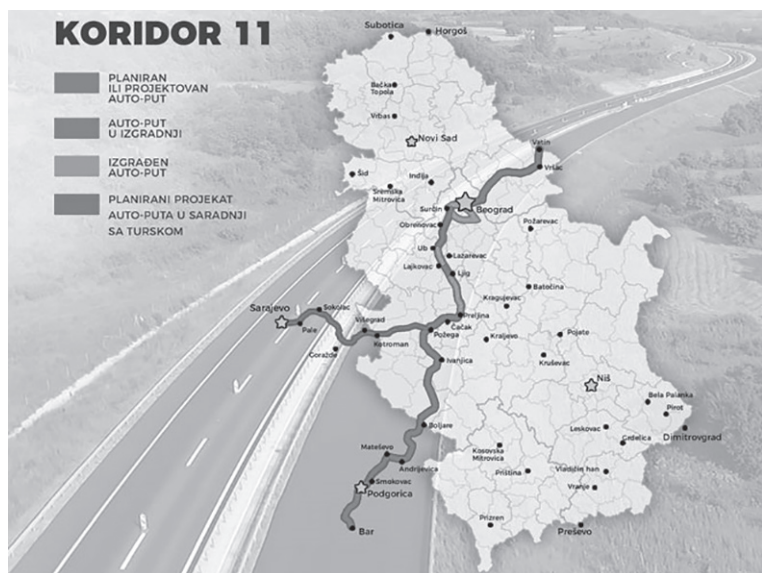 KORIDOR 11
PLANIRAN
ILI PROJEKTOVAN
AUTO-PUT
AUTO-PUT
U IZGRADNJI
IZGRAĐEN
AUTO-PUT
PLANIRANI PROJEKAT
AUTO-PUTA U SARADNJI
SA TURSKOM
Subotica
Horgoš
Bačka
Topola
Vrbas
Novi Sad
Vatin
Vršac
Šid
Inđija
Sremska
Mitrovica
Surčin
Beograd
Obrenovac
Požarevac
Ub
Lazarevac
Lajkovac
Ljig
Batočina
Kragujevac
Sarajevo
Sokolac
Pale
Višegrad
Preljina
Čačak
Požega
Kotroman
Kraljevo
Pojate
Goražde
Ivanjica
Kruševac
Niš
Bela Palanka
Pirot
Boljare
Leskovac
Dimitrovgrad
Grdelica
Mateševo
Kosovska
Mitrovica
Andrijevica
Priština
Vladičin han
Smokovac
Podgorica
Vranje
Bar
Prizren
Preševo